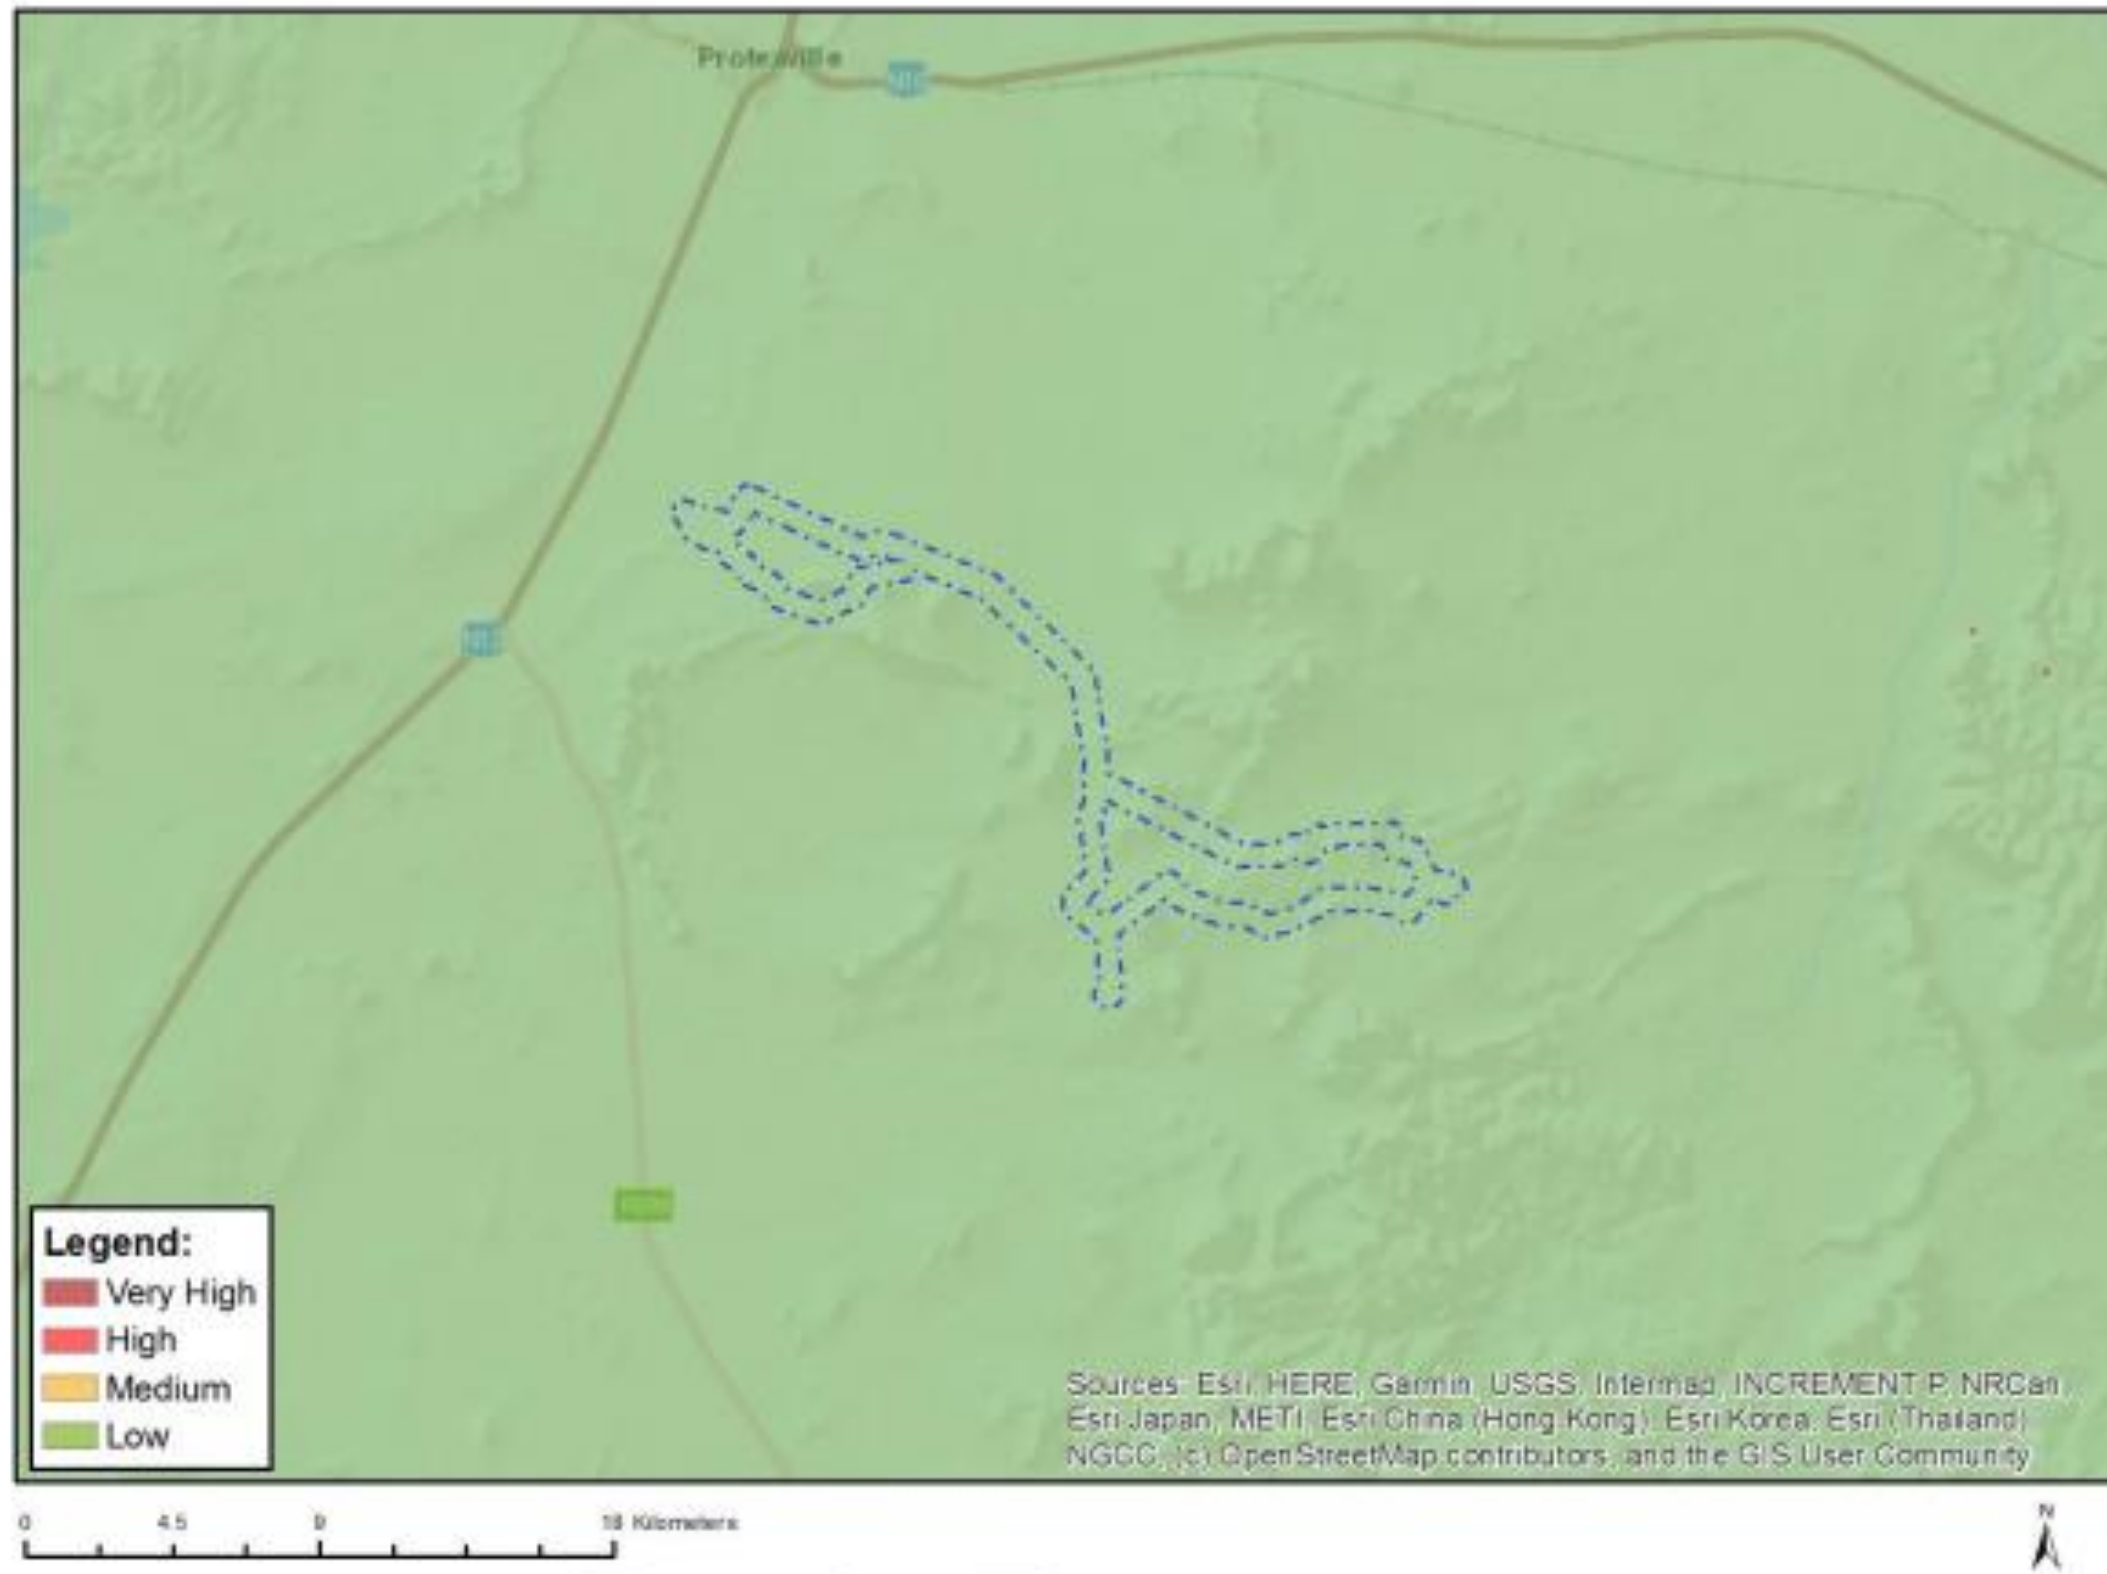 Protemville
Legend:
Very High
High
Medium
Low
Sources: Esri, HERE, Garmin, USGS, Intermap, INCREMENT P, NRCan,
Esri Japan, METI, Esri China (Hong Kong), Esri Korea, Esri (Thailand),
NGCC, (c) OpenStreetMap contributors, and the GIS User Community
0 4.5 9 18 Kilometers
N